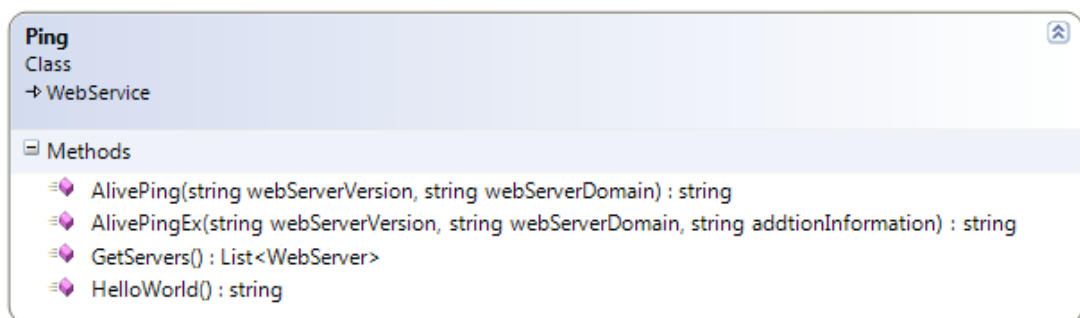 Ping
Class
WebService
Methods
AlivePing(string webServerVersion, string webServerDomain) : string
AlivePingEx(string webServerVersion, string webServerDomain, string addtionInformation) : string
GetServers() : List<WebServer>
HelloWorld() : string